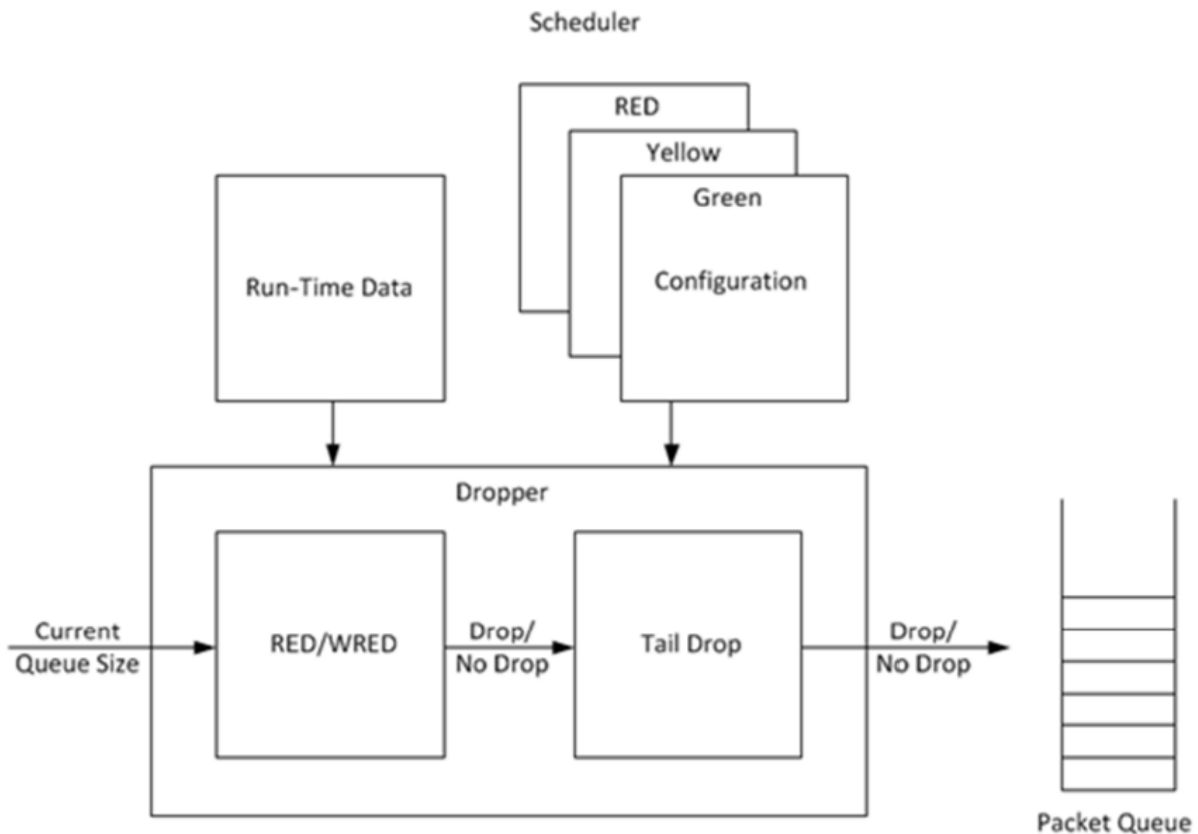 Scheduler
RED
Yellow
Green
Configuration
Run-Time Data
Dropper
Current
Queue Size
RED/WRED
Drop/
No Drop
Tail Drop
Drop/
No Drop
Packet Queue